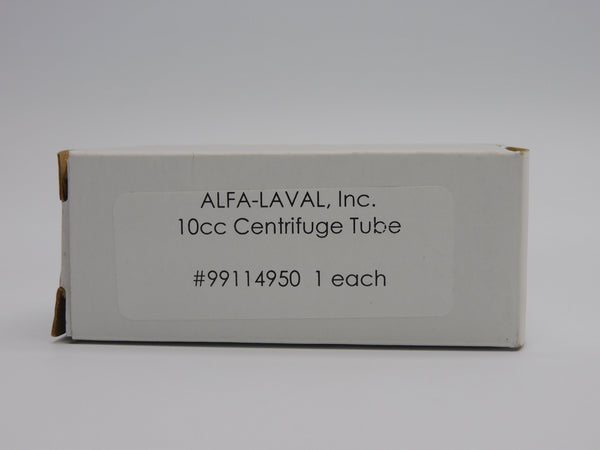 ALFA-LAVAL, Inc.
10cc Centrifuge Tube
#99114950 1 each